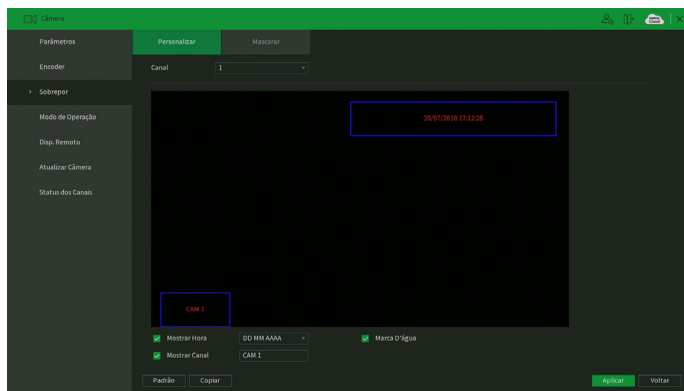 Câmera
Parâmetros
Personalizar
Mascarar
Encoder
Canal
1
Sobrepor
Modo de Operação
Disp. Remoto
Atualizar Câmera
Status dos Canais
20/07/2018 17:12:28
CAM 1
Mostrar Hora
DD MM AAAA
Marca D'água
Mostrar Canal
CAM 1
Padrão
Copiar
Aplicar
Voltar